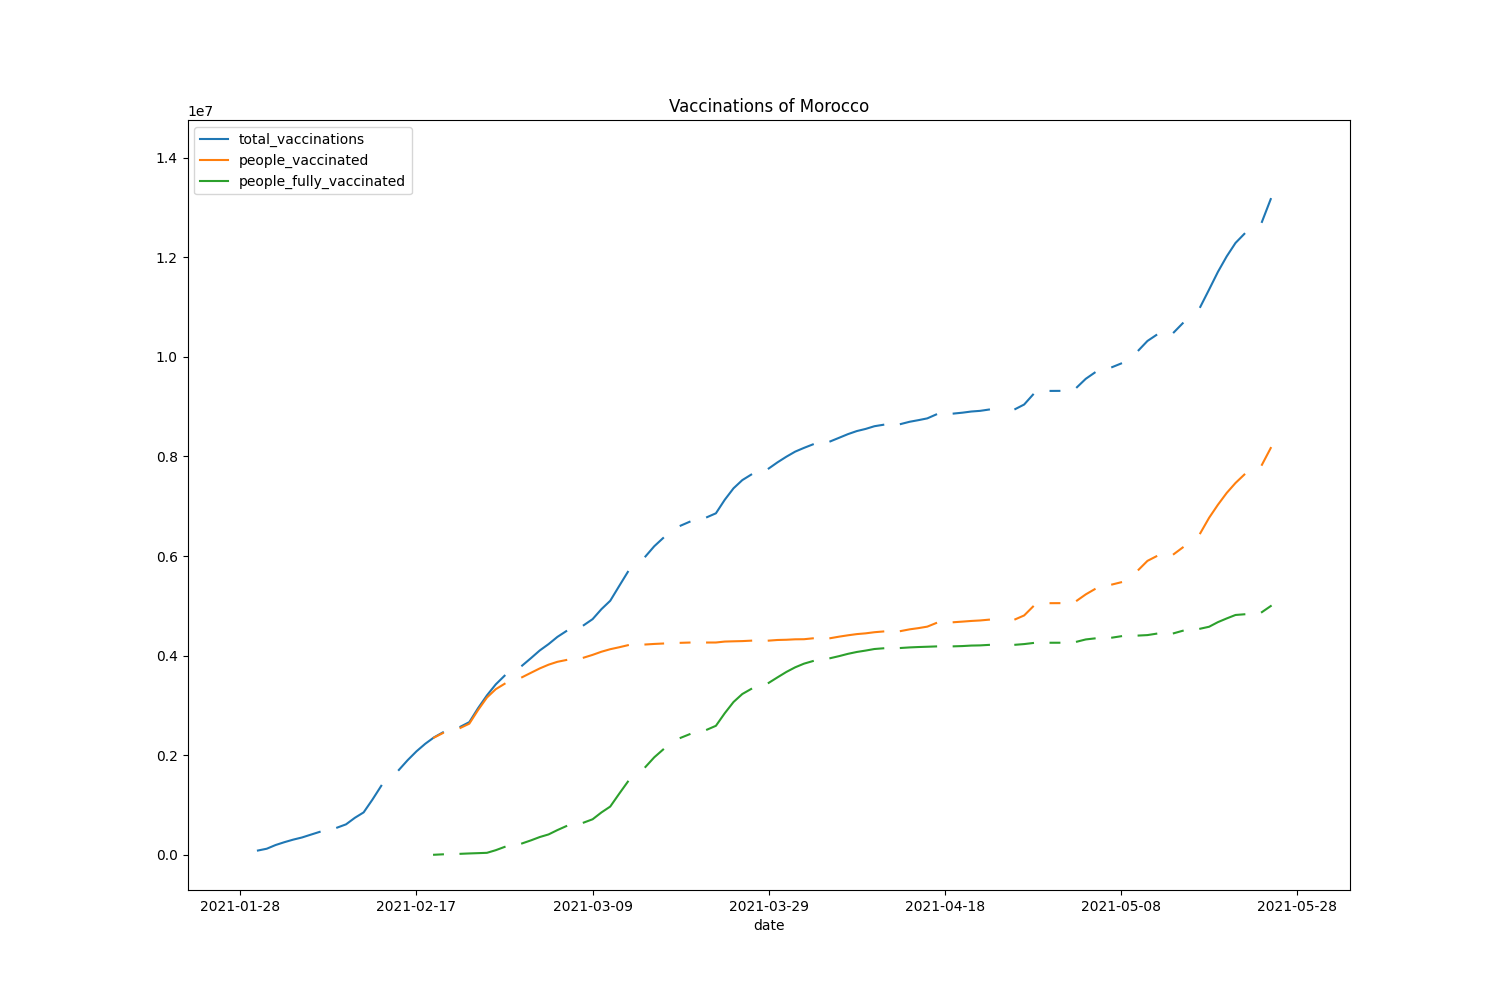 Vaccinations of Morocco
1e7
total_vaccinations
people_vaccinated
people_fully_vaccinated
1.4
1.2
1.0
0.8
0.6
0.4
0.2
0.0
2021-01-28 2021-02-17 2021-03-09 2021-03-29 2021-04-18 2021-05-08 2021-05-28
date